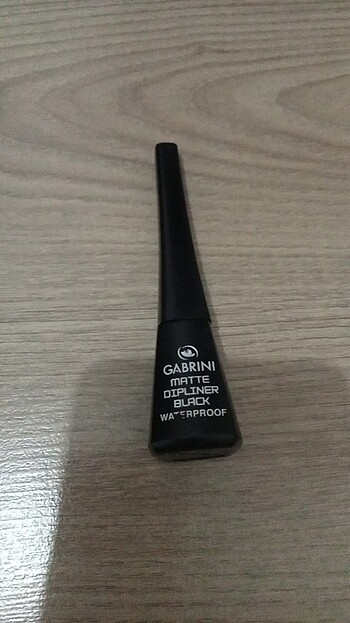 GABRINI
MATTE
DIPLINER
BLACK
WATERPROOF